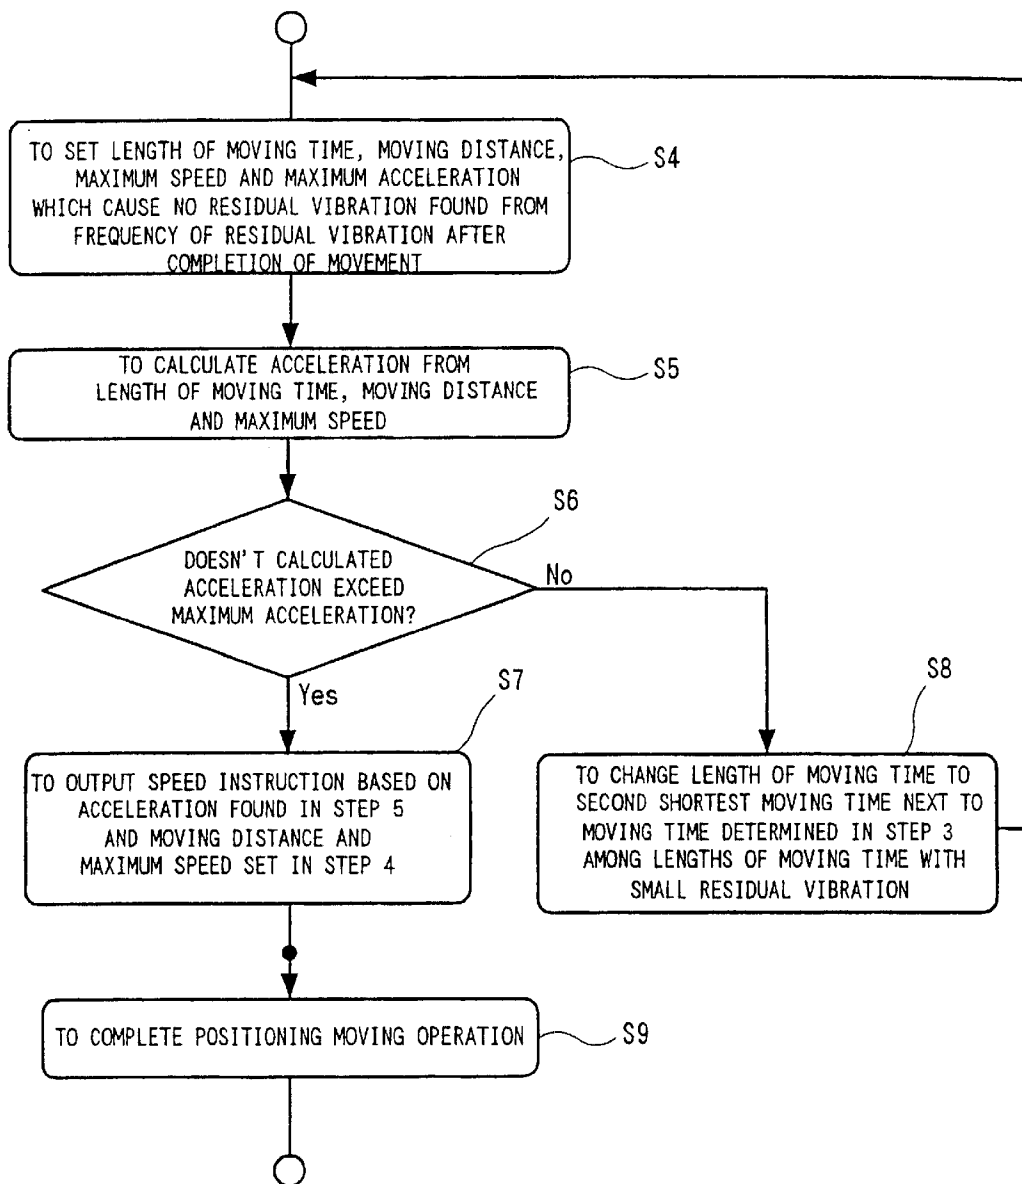 TO SET LENGTH OF MOVING TIME, MOVING DISTANCE,
MAXIMUM SPEED AND MAXIMUM ACCELERATION
WHICH CAUSE NO RESIDUAL VIBRATION FOUND FROM
FREQUENCY OF RESIDUAL VIBRATION AFTER
COMPLETION OF MOVEMENT
S4
TO CALCULATE ACCELERATION FROM
LENGTH OF MOVING TIME, MOVING DISTANCE
AND MAXIMUM SPEED
S5
S6
DOESN'T CALCULATED
ACCELERATION EXCEED
MAXIMUM ACCELERATION?
No
Yes
S7
TO OUTPUT SPEED INSTRUCTION BASED ON
ACCELERATION FOUND IN STEP 5
AND MOVING DISTANCE AND
MAXIMUM SPEED SET IN STEP 4
S8
TO CHANGE LENGTH OF MOVING TIME TO
SECOND SHORTEST MOVING TIME NEXT TO
MOVING TIME DETERMINED IN STEP 3
AMONG LENGTHS OF MOVING TIME WITH
SMALL RESIDUAL VIBRATION
TO COMPLETE POSITIONING MOVING OPERATION
S9